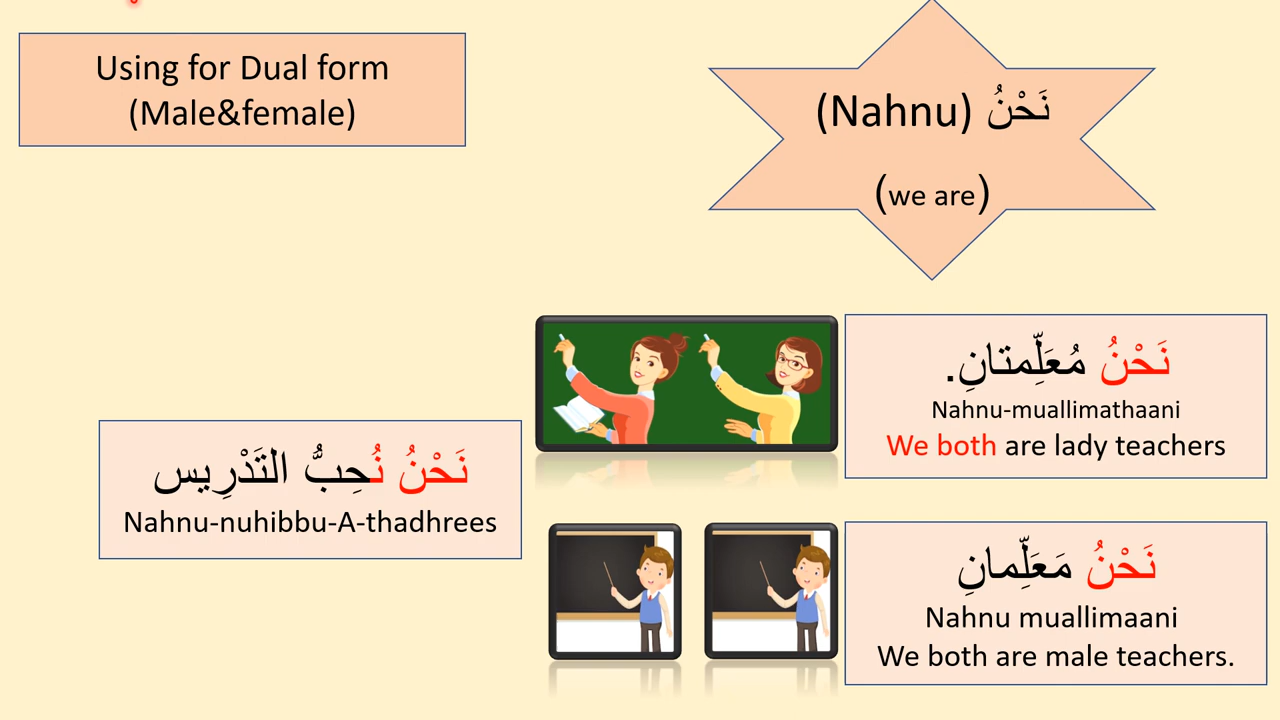 Using for Dual form
(Male&female)
(Nahnu) نَحْنُ
(we are)
نَحْنُ مُعَلِّمتانِ.
Nahnu-muallimathaani
We both are lady teachers
نَحْنُ نُحِبُّ التَدْرِيس
Nahnu-nuhibbu-A-thadhrees
نَحْنُ مَعَلِّمانِ
Nahnu muallimaani
We both are male teachers.